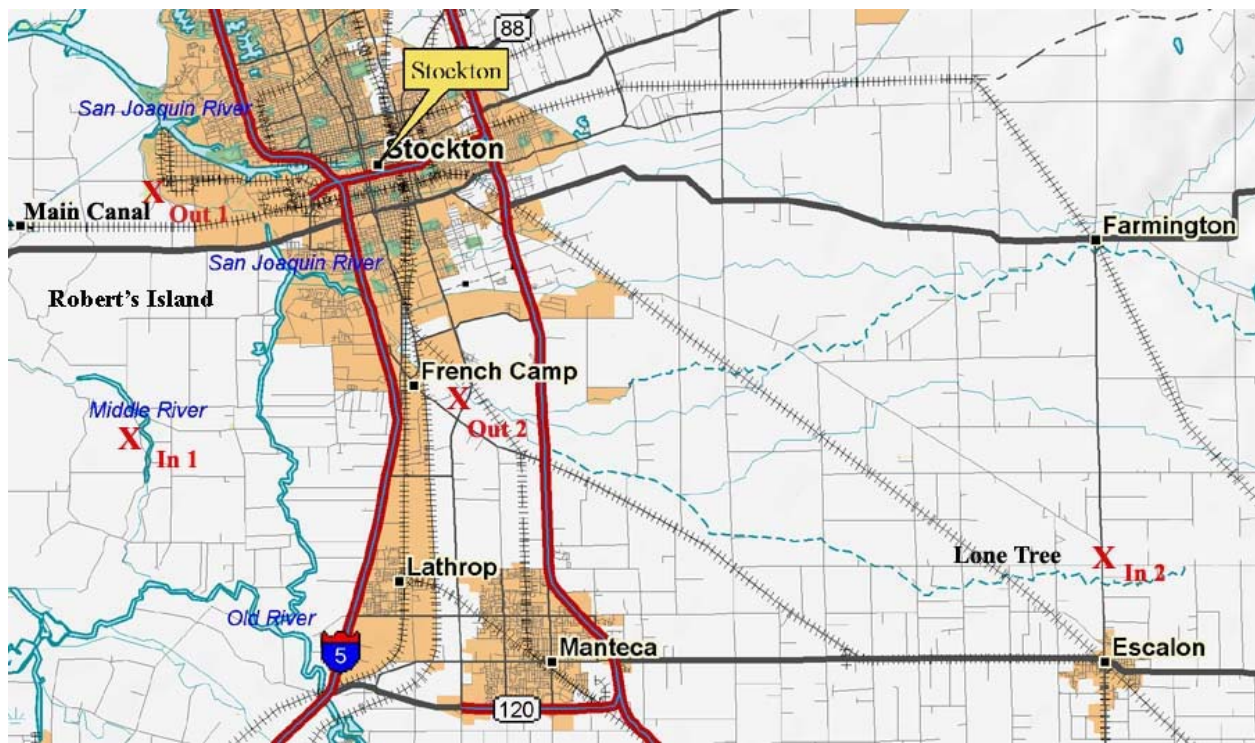 88
Stockton
San Joaquin River
Stockton
X
Out 1
Main Canal
Farmington
San Joaquin River
Robert's Island
French Camp
X
Out 2
Middle River
X
In 1
Lone Tree
X
In 2
Lathrop
Old River
5
Manteca
Escalon
120